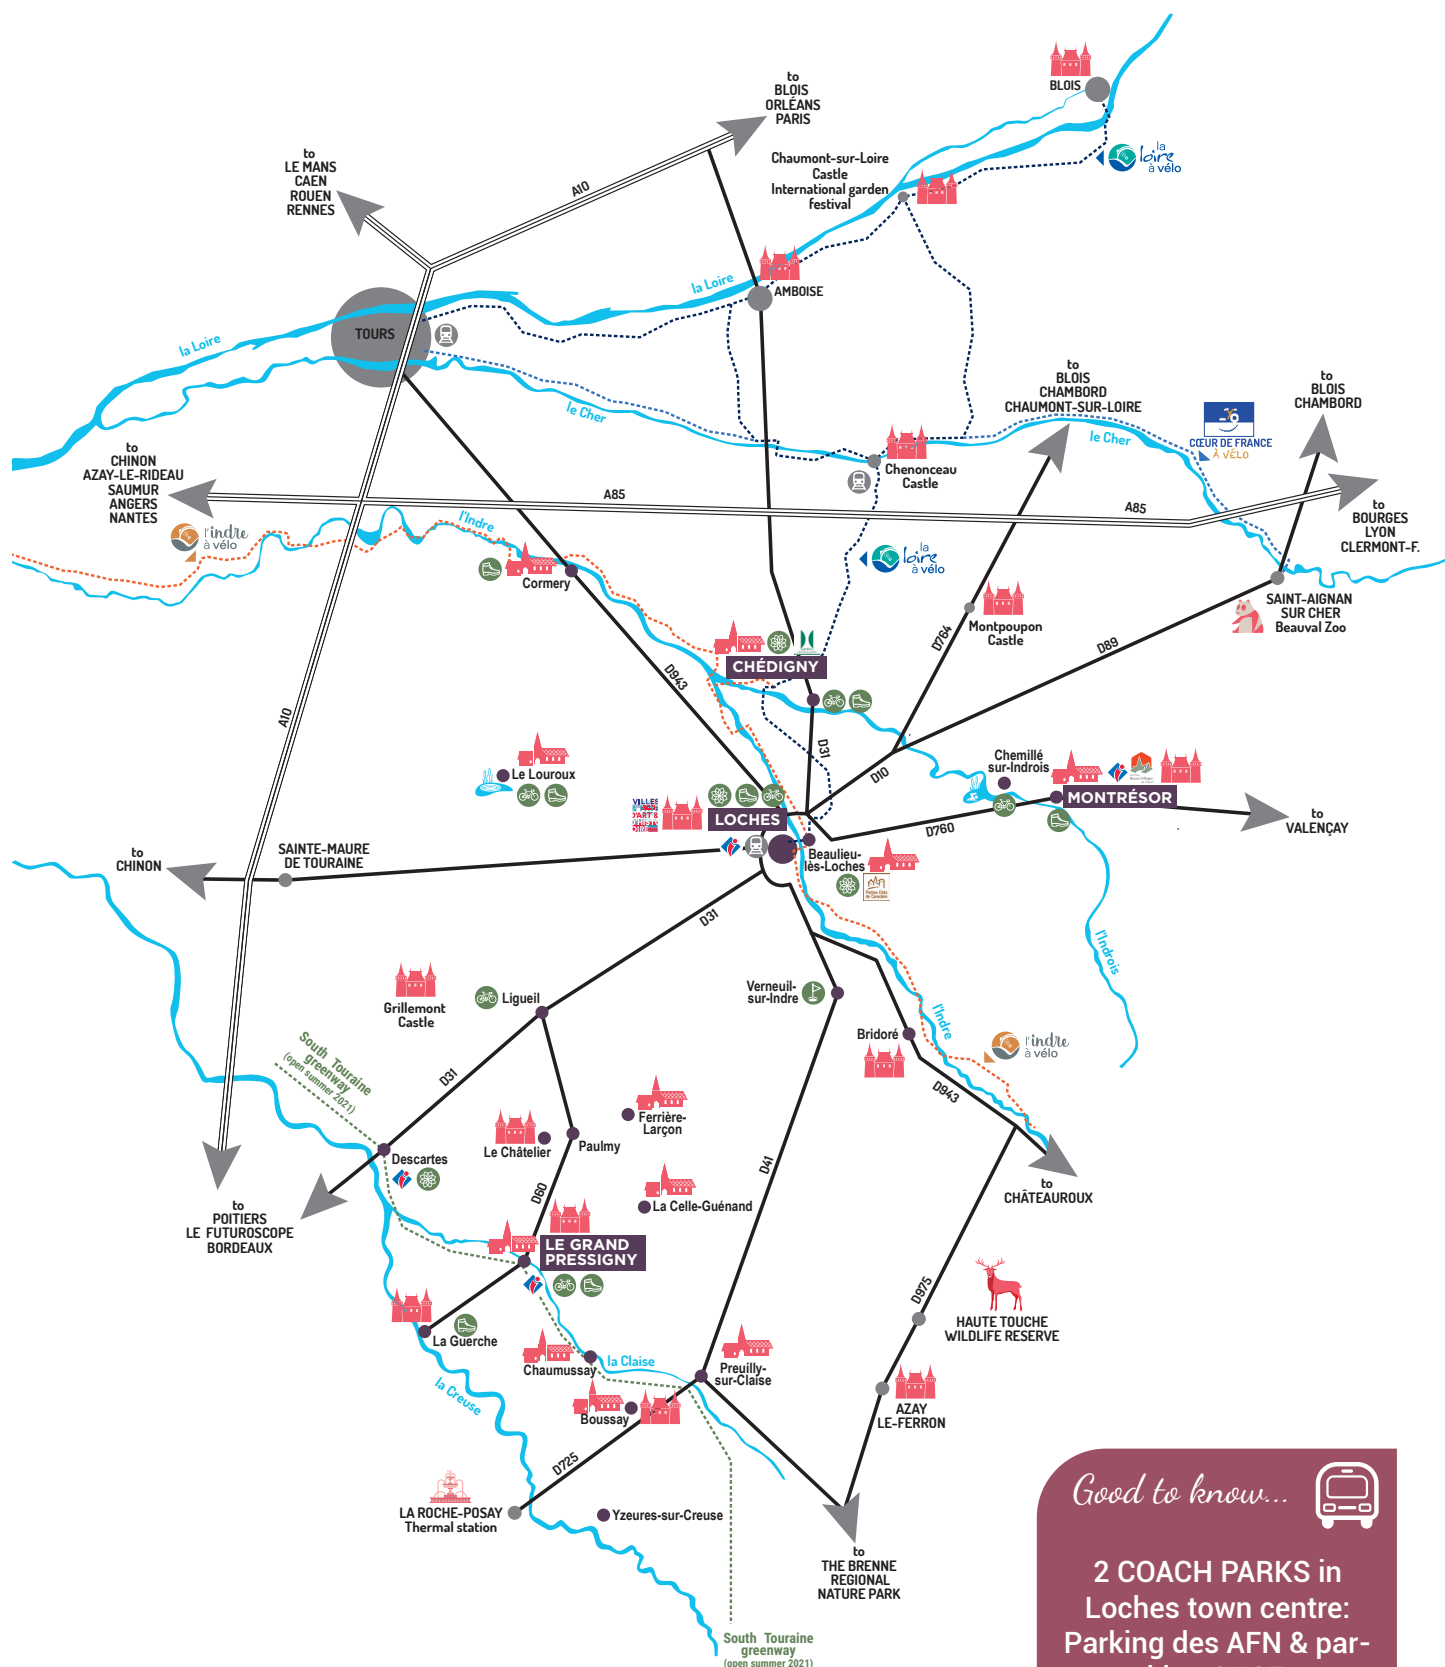 BLOIS
to
BLOIS
ORLÉANS
PARIS
la
loire
à vélo
to
LE MANS
CAEN
ROUEN
RENNES
Chaumont-sur-Loire
Castle
International garden
festival
A10
la Loire
AMBOISE
TOURS
la Loire
le Cher
to
BLOIS
CHAMBORD
CHAUMONT-SUR-LOIRE
to
BLOIS
CHAMBORD
le Cher
CŒUR DE FRANCE
À VÉLO
Chenonceau
Castle
to
CHINON
AZAY-LE-RIDEAU
SAUMUR
ANGERS
NANTES
A85
A85
to
BOURGES
LYON
CLERMONT-F.
l'indre
à vélo
l'Indre
Cormery
la
loire
à vélo
SAINT-AIGNAN
SUR CHER
Beauval Zoo
Montpoupon
Castle
D764
D89
CHÉDIGNY
D943
A10
D31
D10
Le Louroux
Chemillé
sur-Indrois
MONTRÉSOR
VILLES
& PAYS
D'ART &
D'HISTO
IRE
LOCHES
D760
to
VALENÇAY
to
CHINON
SAINTE-MAURE
DE TOURAINE
Beaulieu-
lès-Loches
Petites Cités
de Caractère
D31
l'Indrois
Grillemont
Castle
Ligueil
Verneuil-
sur-Indre
l'Indre
Bridoré
l'indre
à vélo
South Touraine
greenway
(open summer 2021)
D31
D943
Ferrière-
Larçon
Le Châtelier
Paulmy
Descartes
D41
D60
La Celle-Guénand
to
CHÂTEAUROUX
to
POITIERS
LE FUTUROSCOPE
BORDEAUX
LE GRAND
PRESSIGNY
D975
HAUTE TOUCHE
WILDLIFE RESERVE
La Guerche
Chaumussay
la Claise
Preuilly-
sur-Claise
la Creuse
Boussay
AZAY
LE-FERRON
D725
LA ROCHE-POSAY
Thermal station
Yzeures-sur-Creuse
to
THE BRENNE
REGIONAL
NATURE PARK
South Touraine
greenway
(open summer 2021)
Good to know...
2 COACH PARKS in
Loches town centre:
Parking des AFN & par-